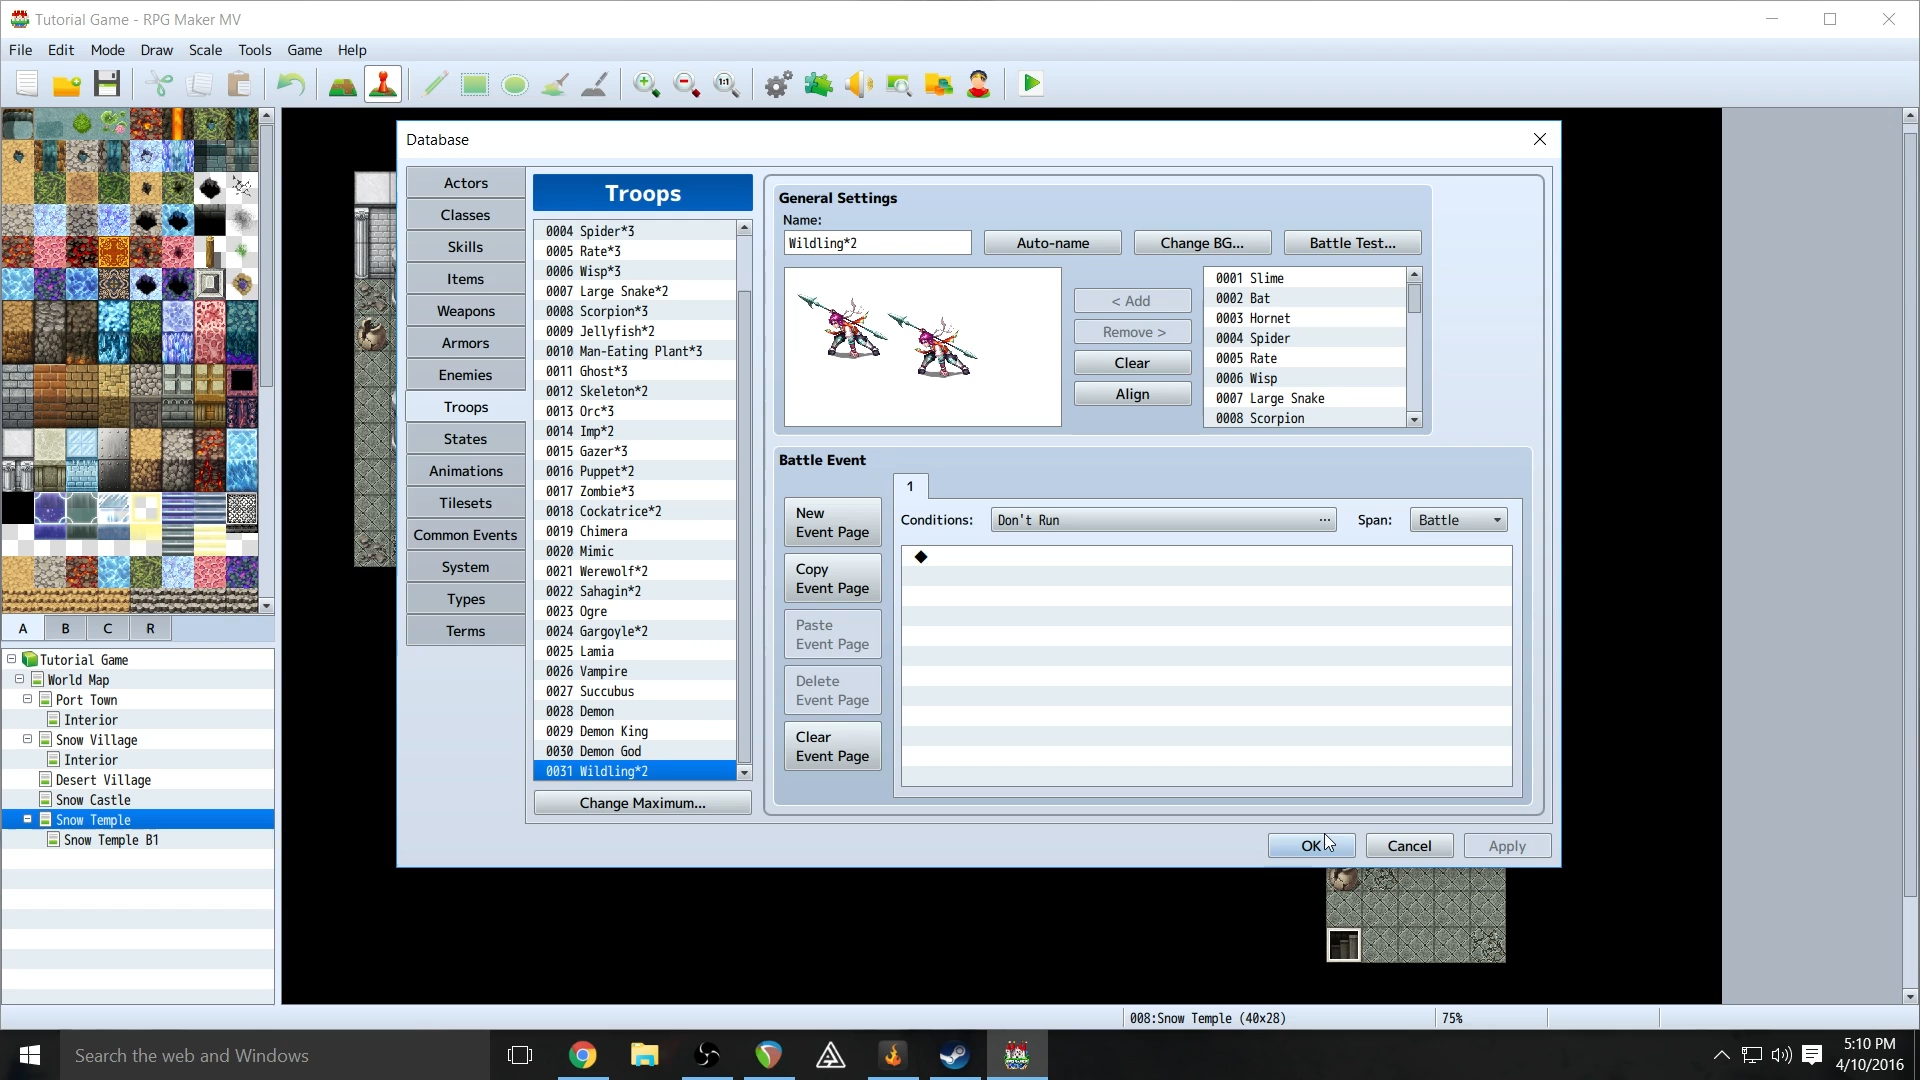 Tutorial Game - RPG Maker MV
File Edit Mode Draw Scale Tools Game Help
1:1
Database
Actors
Classes
Skills
Items
Weapons
Armors
Enemies
Troops
States
Animations
Tilesets
Common Events
System
Types
Terms
Troops
0004 Spider*3
0005 Rate*3
0006 Wisp*3
0007 Large Snake*2
0008 Scorpion*3
0009 Jellyfish*2
0010 Man-Eating Plant*3
0011 Ghost*3
0012 Skeleton*2
0013 Orc*3
0014 Imp*2
0015 Gazer*3
0016 Puppet*2
0017 Zombie*3
0018 Cockatrice*2
0019 Chimera
0020 Mimic
0021 Werewolf*2
0022 Sahagin*2
0023 Ogre
0024 Gargoyle*2
0025 Lamia
0026 Vampire
0027 Succubus
0028 Demon
0029 Demon King
0030 Demon God
0031 Wildling*2
Change Maximum...
General Settings
Name:
Wildling*2
Auto-name
Change BG...
Battle Test...
< Add
Remove >
Clear
Align
0001 Slime
0002 Bat
0003 Hornet
0004 Spider
0005 Rate
0006 Wisp
0007 Large Snake
0008 Scorpion
Battle Event
1
New
Event Page
Copy
Event Page
Paste
Event Page
Delete
Event Page
Clear
Event Page
Conditions: Don't Run ... Span: Battle
OK
Cancel
Apply
A B C R
Tutorial Game
World Map
Port Town
Interior
Snow Village
Interior
Desert Village
Snow Castle
Snow Temple
Snow Temple B1
008:Snow Temple (40x28)
75%
Search the web and Windows
5:10 PM
4/10/2016